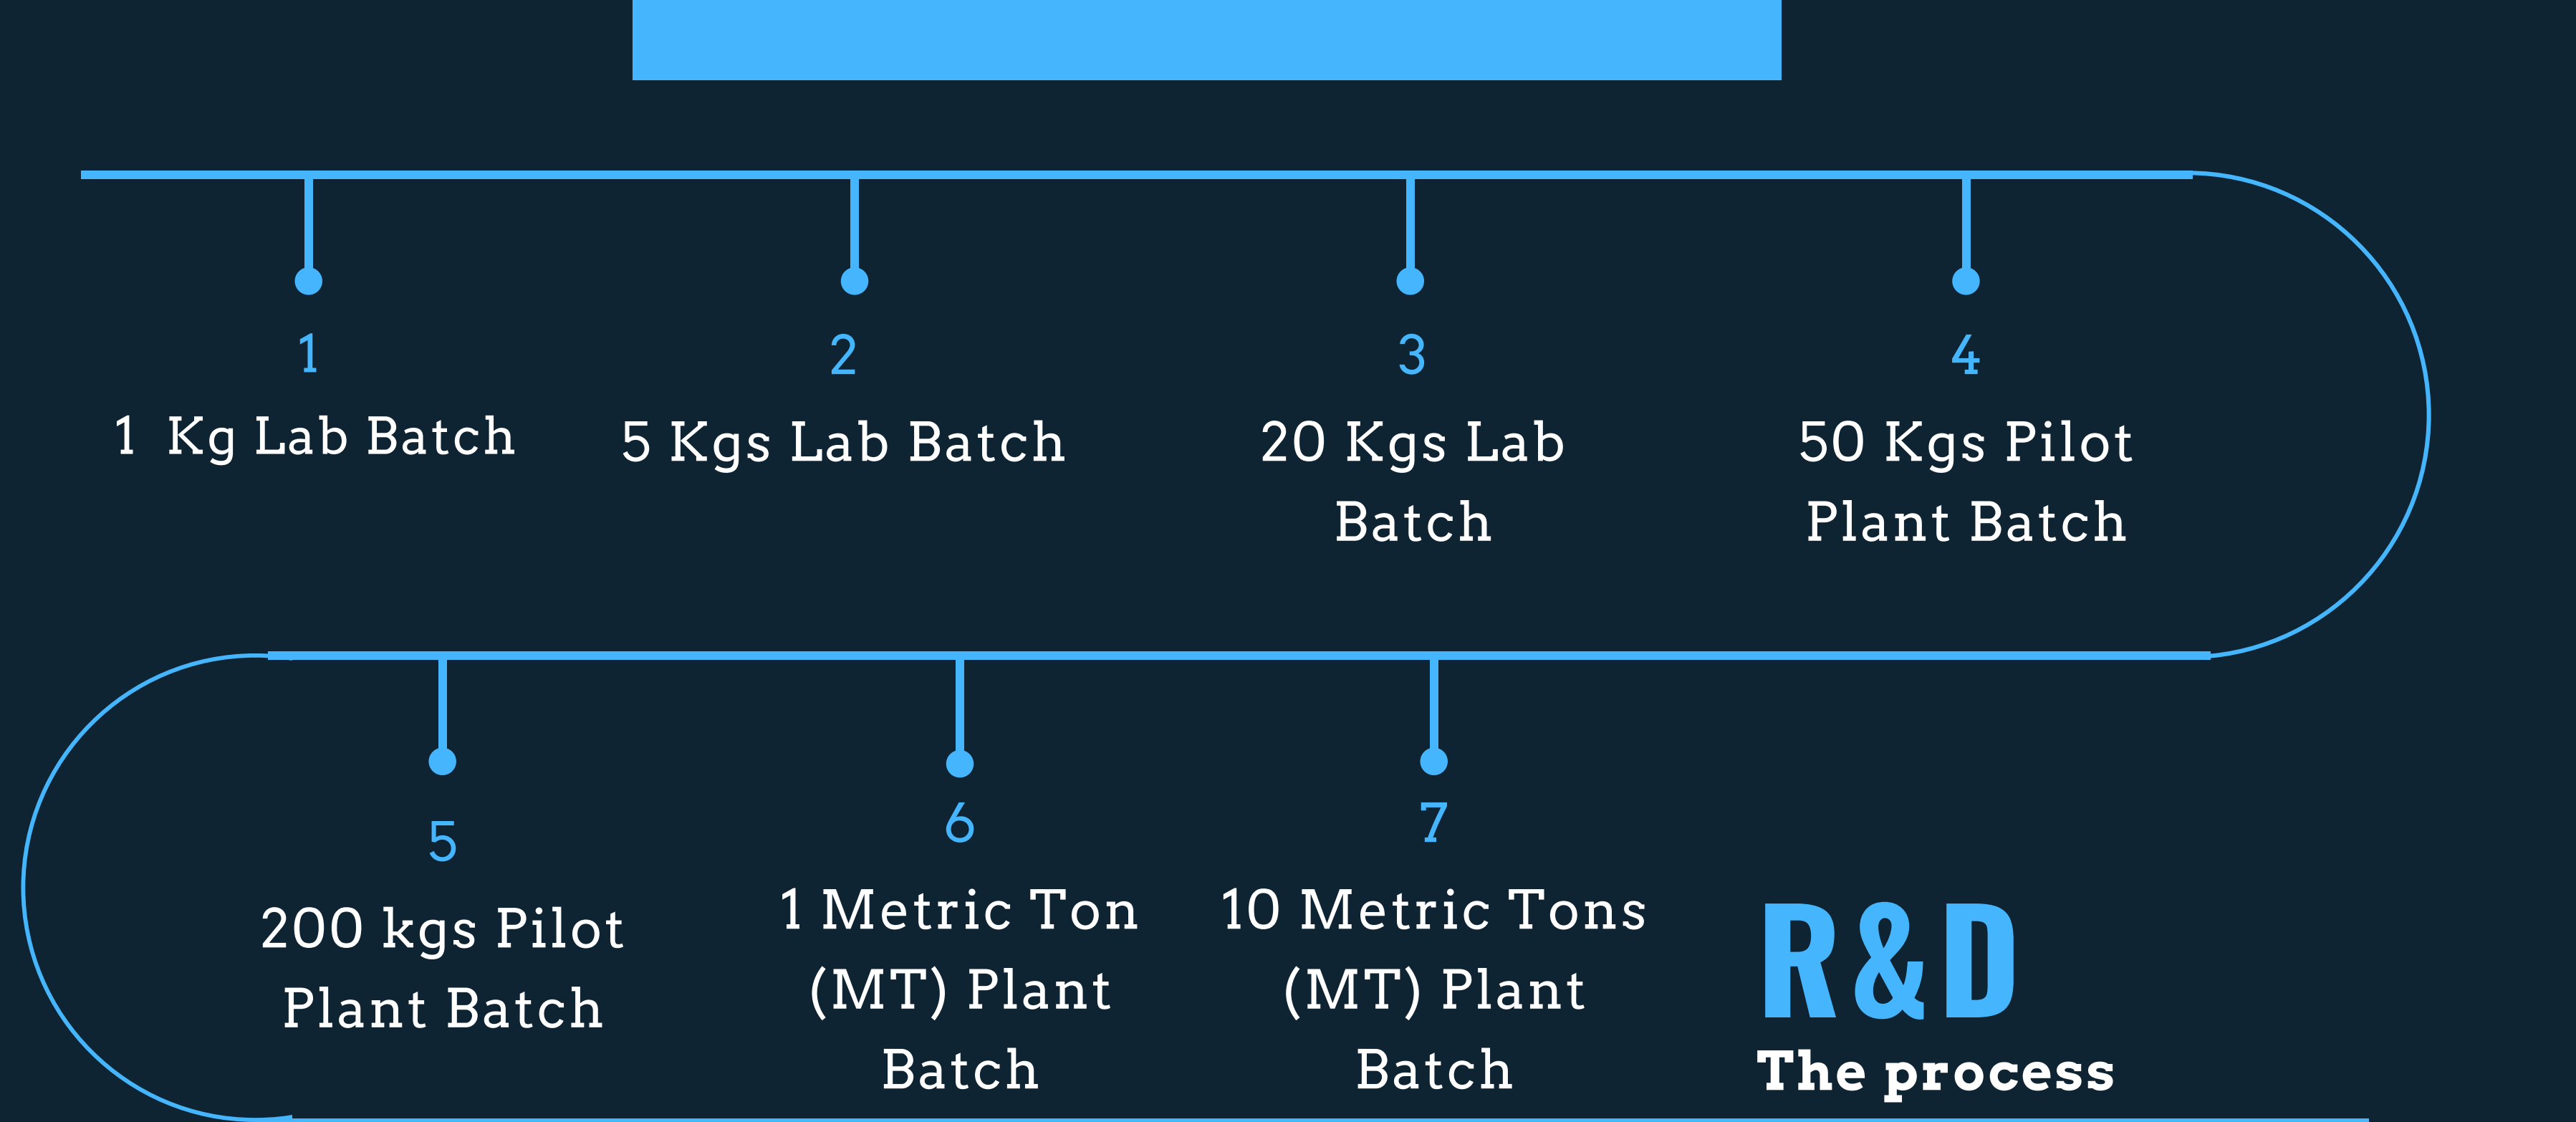 1
1 Kg Lab Batch
2
5 Kgs Lab Batch
3
20 Kgs Lab
Batch
4
50 Kgs Pilot
Plant Batch
5
200 kgs Pilot
Plant Batch
6
1 Metric Ton
(MT) Plant
Batch
7
10 Metric Tons
(MT) Plant
Batch
R&D
The process